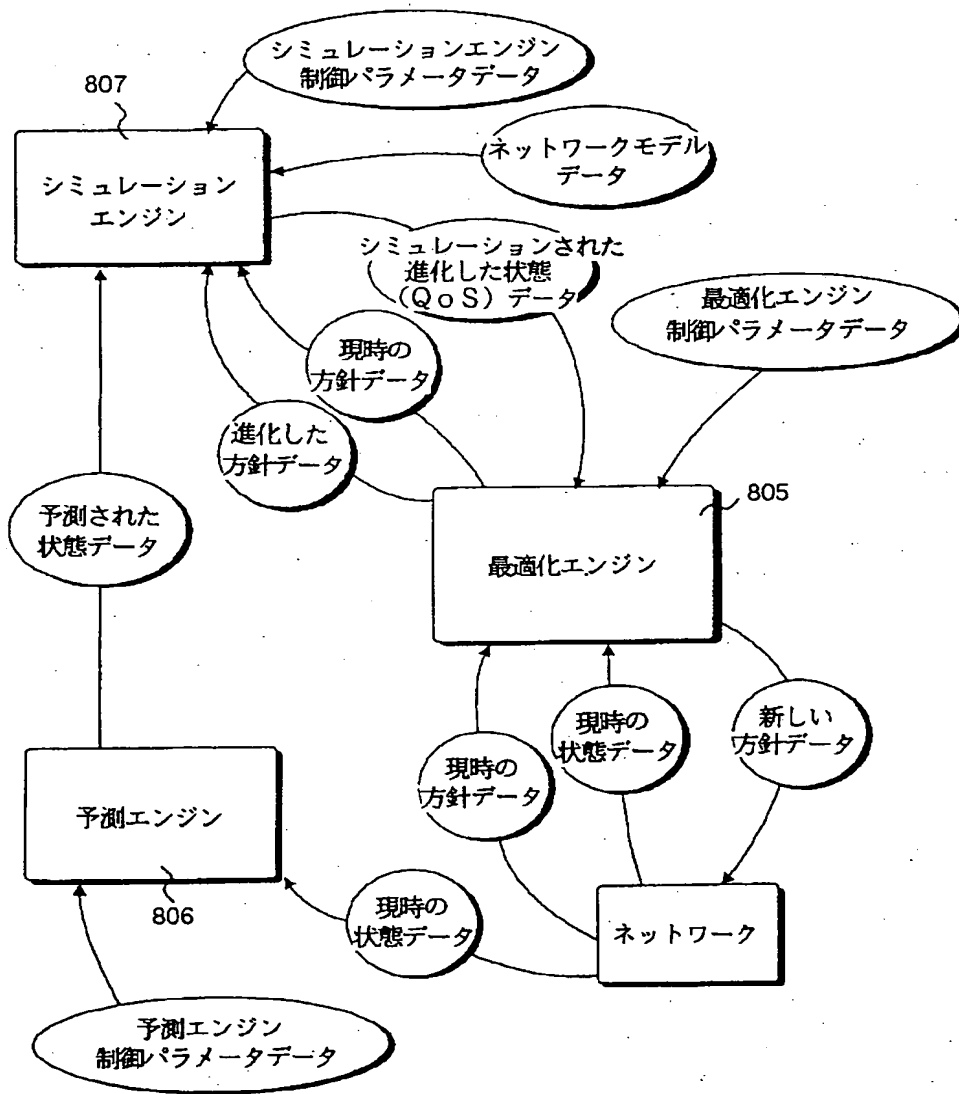 シミュレーションエンジン
制御パラメータデータ
807
シミュレーション
エンジン
ネットワークモデル
データ
シミュレーションされた
進化した状態
(QoS)データ
最適化エンジン
制御パラメータデータ
現時の
方針データ
進化した
方針データ
予測された
状態データ
805
最適化エンジン
現時の
方針データ
現時の
状態データ
新しい
方針データ
予測エンジン
806
現時の
状態データ
ネットワーク
予測エンジン
制御パラメータデータ